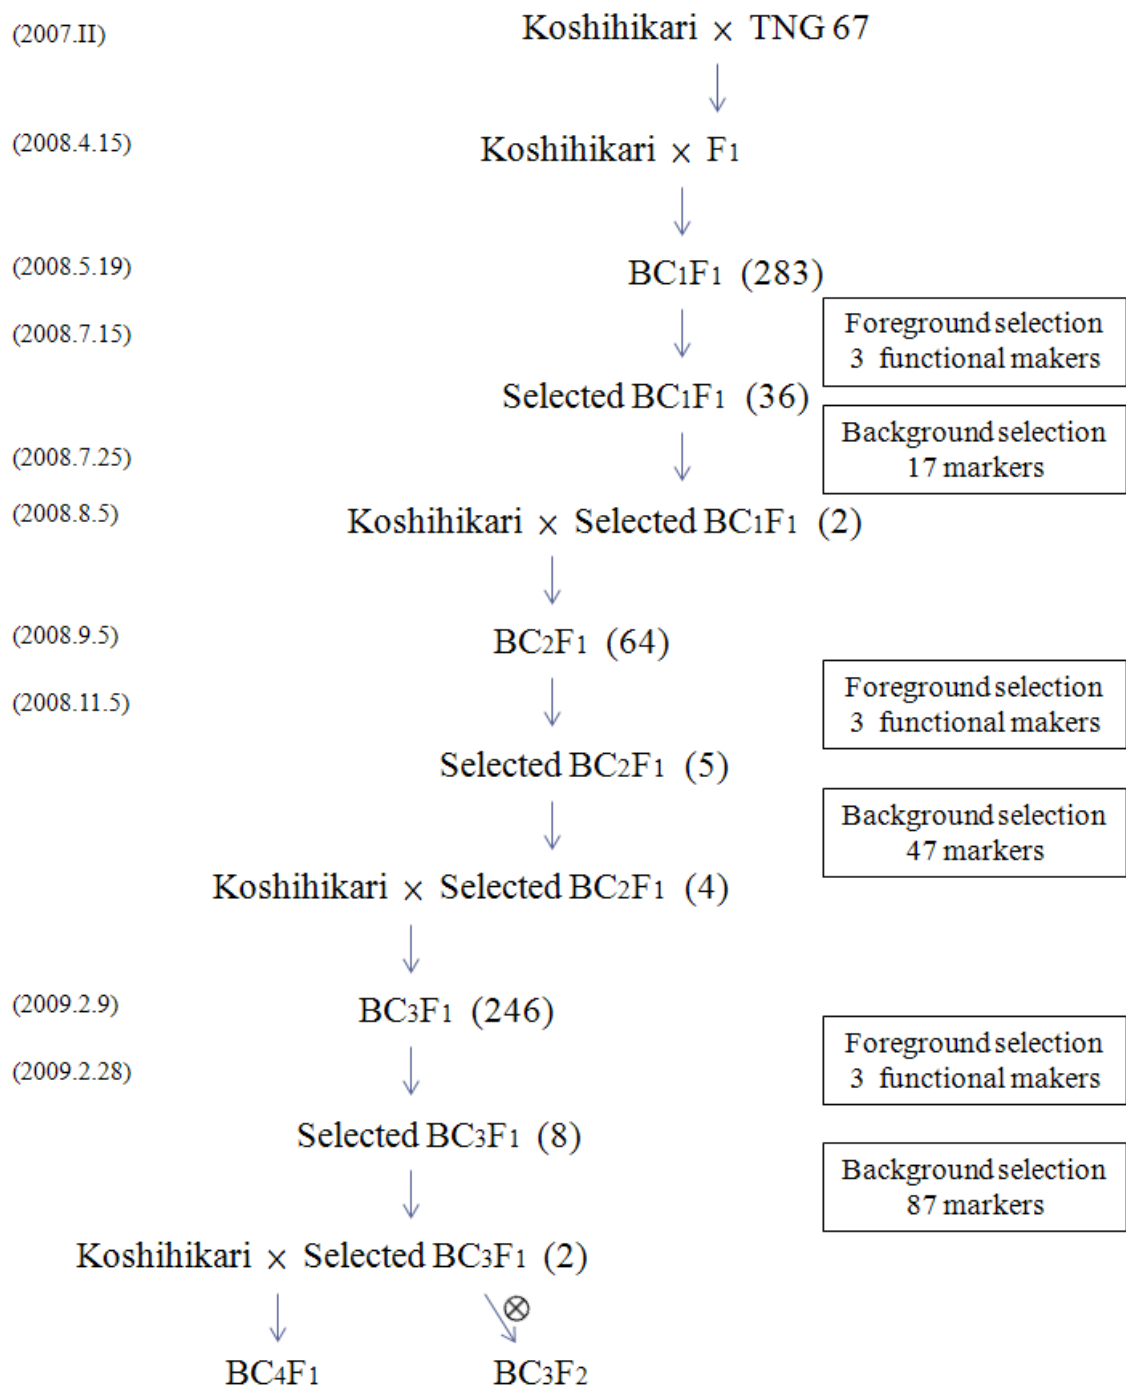 (2007.II)
Koshihikari × TNG 67
(2008.4.15)
Koshihikari × F1
(2008.5.19)
BC1F1 (283)
(2008.7.15)
Foreground selection
3 functional makers
Selected BC1F1 (36)
Background selection
17 markers
(2008.7.25)
(2008.8.5)
Koshihikari × Selected BC1F1 (2)
(2008.9.5)
BC2F1 (64)
(2008.11.5)
Foreground selection
3 functional makers
Selected BC2F1 (5)
Background selection
47 markers
Koshihikari × Selected BC2F1 (4)
(2009.2.9)
BC3F1 (246)
(2009.2.28)
Foreground selection
3 functional makers
Selected BC3F1 (8)
Background selection
87 markers
Koshihikari × Selected BC3F1 (2)
⊗
BC4F1 BC3F2